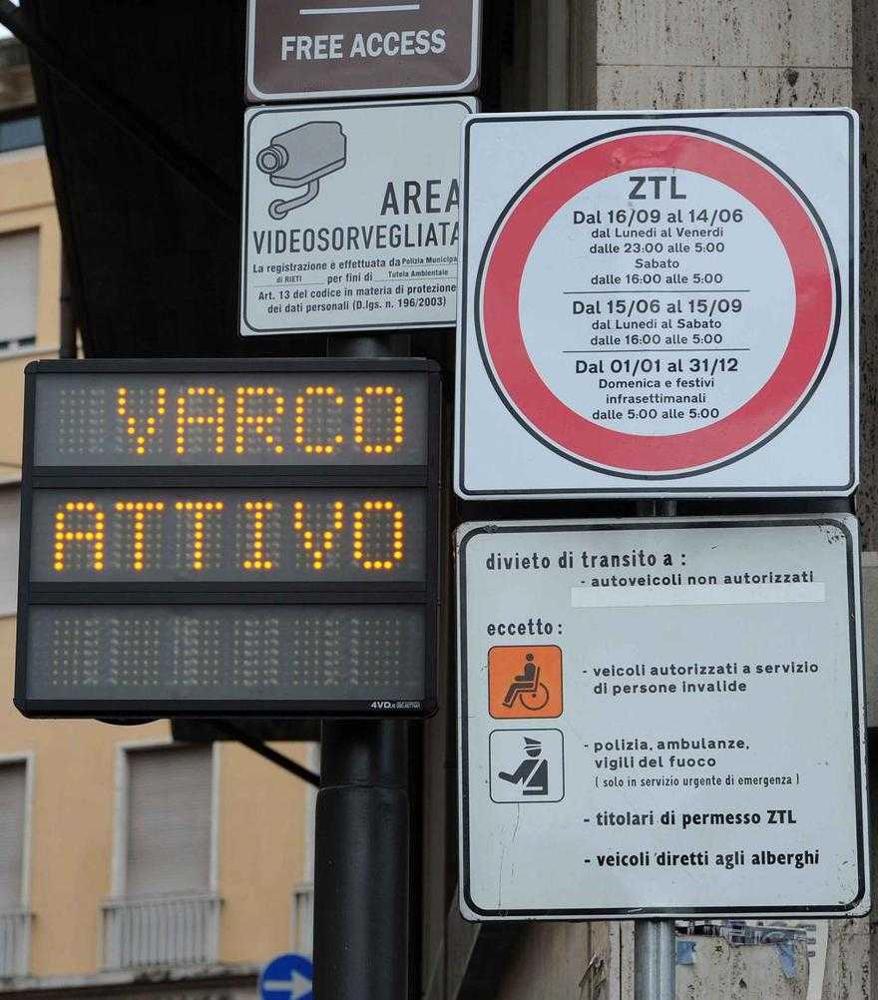 FREE ACCESS
AREA
VIDEOSORVEGLIATA
La registrazione è effettuata da Polizia Municipa
di RIETI per fini di Tutela Ambientale
Art. 13 del codice in materia di protezione
dei dati personali (D.lgs. n. 196/2003)
ZTL
Dal 16/09 al 14/06
dal Lunedi al Venerdi
dalle 23:00 alle 5:00
Sabato
dalle 16:00 alle 5:00
Dal 15/06 al 15/09
dal Lunedi al Sabato
dalle 16:00 alle 5:00
Dal 01/01 al 31/12
Domenica e festivi
infrasettimanali
dalle 5:00 alle 5:00
VARCO
ATTIVO
4VD
divieto di transito a :
- autoveicoli non autorizzati
eccetto :
- veicoli autorizzati a servizio
di persone invalide
- polizia, ambulanze,
vigili del fuoco
( solo in servizio urgente di emergenza )
- titolari di permesso ZTL
- veicoli diretti agli alberghi